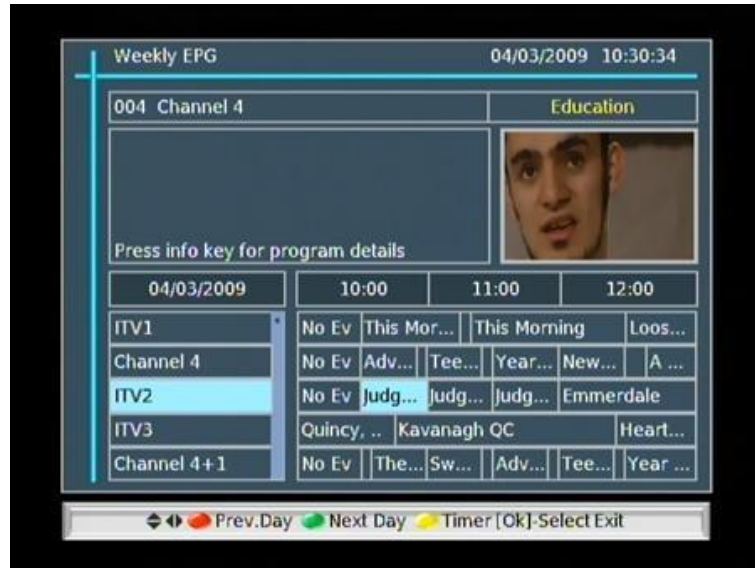 Weekly EPG 04/03/2009 10:30:34
004 Channel 4 Education
Press info key for program details
04/03/2009 10:00 11:00 12:00
ITV1 No Ev This Mor... This Morning Loos...
Channel 4 No Ev Adv... Tee... Year... New... A ...
ITV2 No Ev Judg... Judg... Judg... Emmerdale
ITV3 Quincy, .. Kavanagh QC Heart...
Channel 4+1 No Ev The... Sw... Adv... Tee... Year ...
Prev.Day Next Day Timer [Ok]-Select Exit